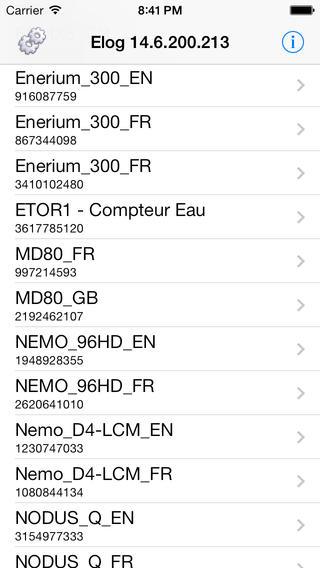 Carrier 8:41 PM
Elog 14.6.200.213
Enerium_300_EN
916087759
Enerium_300_FR
867344098
Enerium_300_FR
3410102480
ETOR1 - Compteur Eau
3617785120
MD80_FR
997214593
MD80_GB
2192462107
NEMO_96HD_EN
1948928355
NEMO_96HD_FR
2620641010
Nemo_D4-LCM_EN
1230747033
Nemo_D4-LCM_FR
1080844134
NODUS_Q_EN
3154977333
NODUS_Q_FR